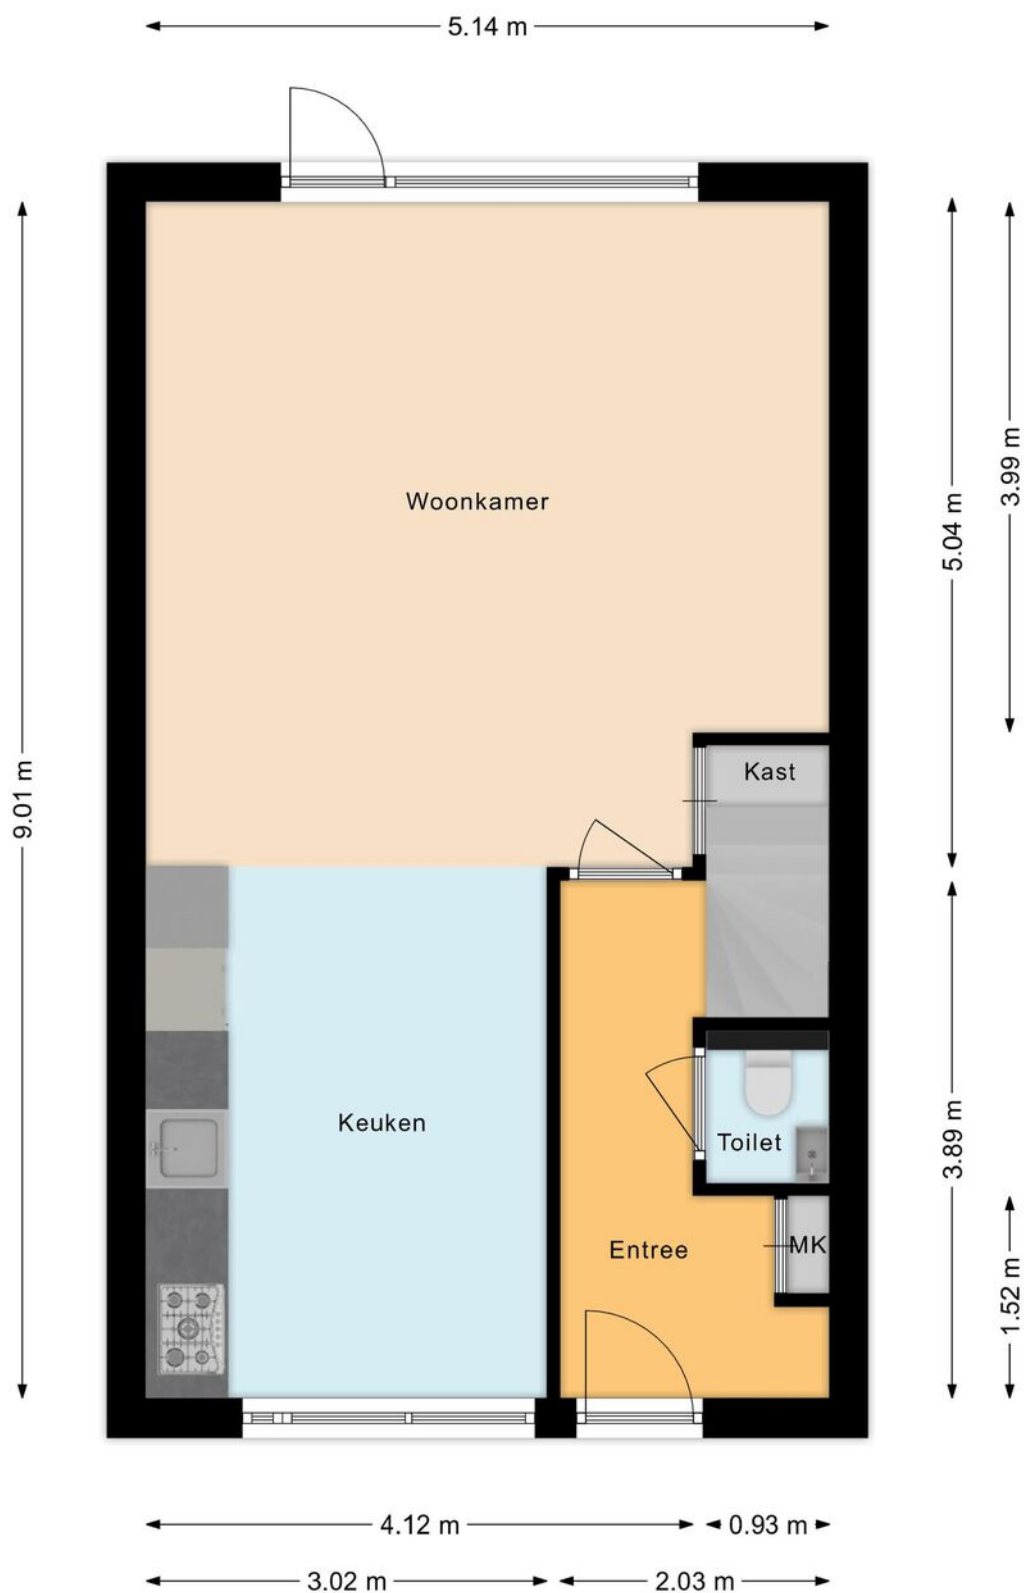 5.14 m
Woonkamer
3.99 m
5.04 m
Kast
9.01 m
Keuken
3.89 m
Toilet
Entree
MK
1.52 m
4.12 m
0.93 m
3.02 m
2.03 m